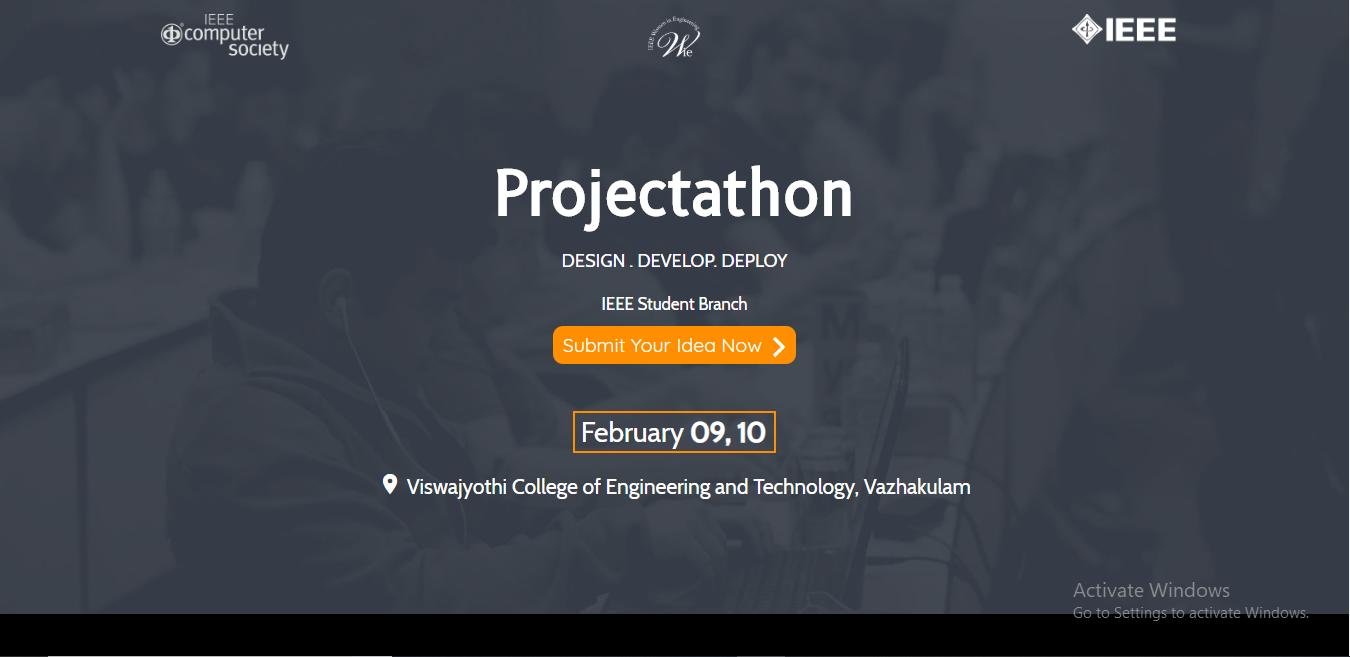 IEEE
computer
society
IEEE Women in Engineering
WIE
IEEE
Projectathon
DESIGN . DEVELOP. DEPLOY
IEEE Student Branch
Submit Your Idea Now
February 09, 10
Viswajyothi College of Engineering and Technology, Vazhakulam
Activate Windows
Go to Settings to activate Windows.